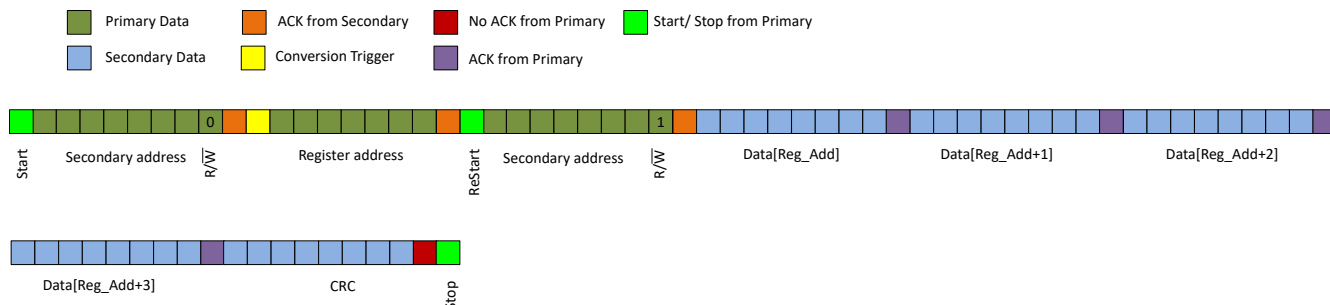 Primary Data
ACK from Secondary
No ACK from Primary
Start/ Stop from Primary
Secondary Data
Conversion Trigger
ACK from Primary
0
1
Start
Secondary address
R/W̅
Register address
ReStart
Secondary address
R/W̅
Data[Reg_Add]
Data[Reg_Add+1]
Data[Reg_Add+2]
Data[Reg_Add+3]
CRC
Stop